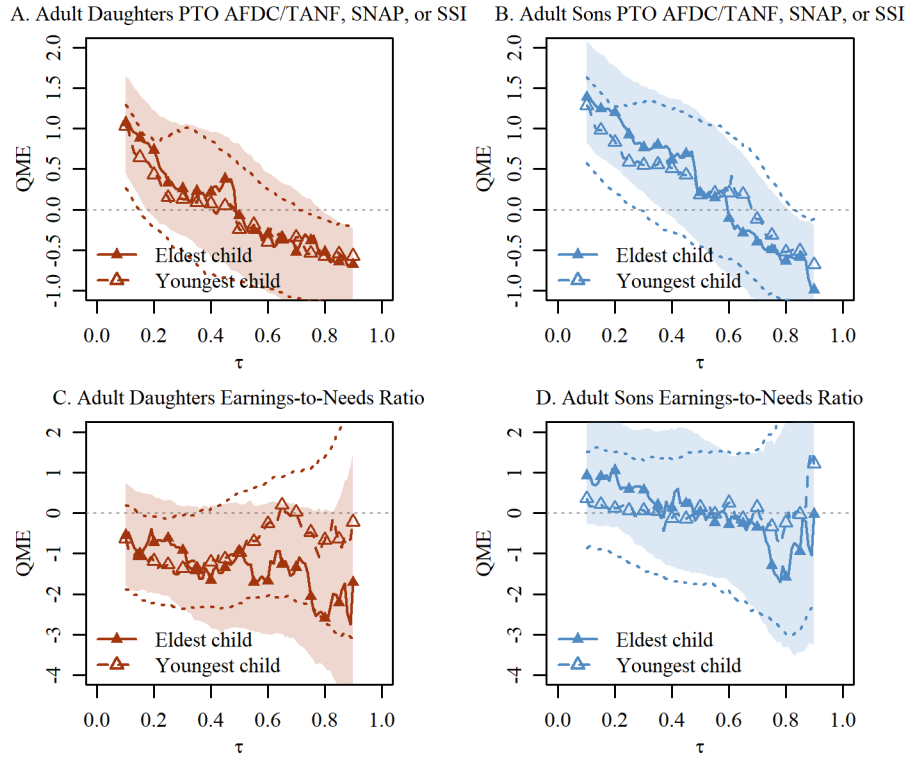 A. Adult Daughters PTO AFDC/TANF, SNAP, or SSI
QME
2.0
1.5
1.0
0.5
0.0
-0.5
-1.0
Eldest child
Youngest child
0.0 0.2 0.4 0.6 0.8 1.0
τ
B. Adult Sons PTO AFDC/TANF, SNAP, or SSI
QME
2.0
1.5
1.0
0.5
0.0
-0.5
-1.0
Eldest child
Youngest child
0.0 0.2 0.4 0.6 0.8 1.0
τ
C. Adult Daughters Earnings-to-Needs Ratio
QME
2
1
0
-1
-2
-3
-4
Eldest child
Youngest child
0.0 0.2 0.4 0.6 0.8 1.0
τ
D. Adult Sons Earnings-to-Needs Ratio
QME
2
1
0
-1
-2
-3
-4
Eldest child
Youngest child
0.0 0.2 0.4 0.6 0.8 1.0
τ